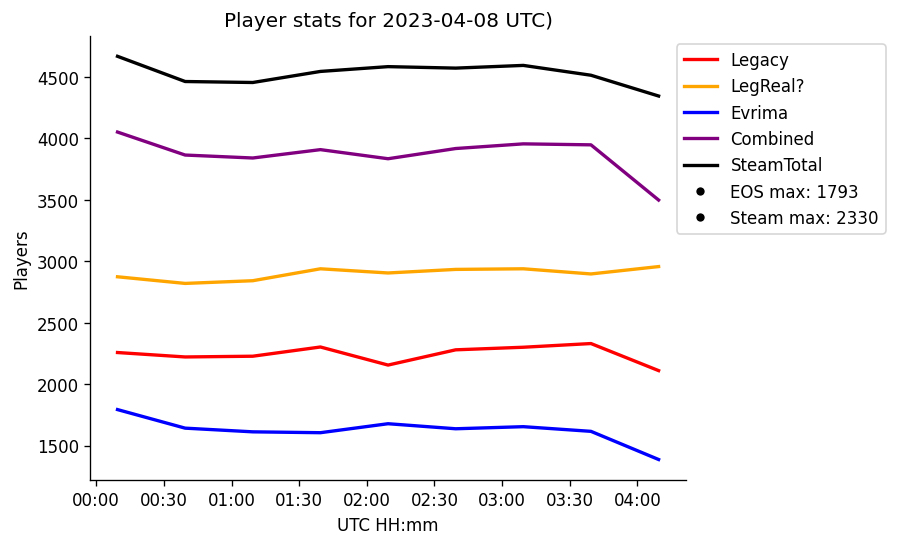 Player stats for 2023-04-08 UTC)
Legacy
LegReal?
Evrima
Combined
SteamTotal
EOS max: 1793
Steam max: 2330
Players
4500
4000
3500
3000
2500
2000
1500
00:00 00:30 01:00 01:30 02:00 02:30 03:00 03:30 04:00
UTC HH:mm